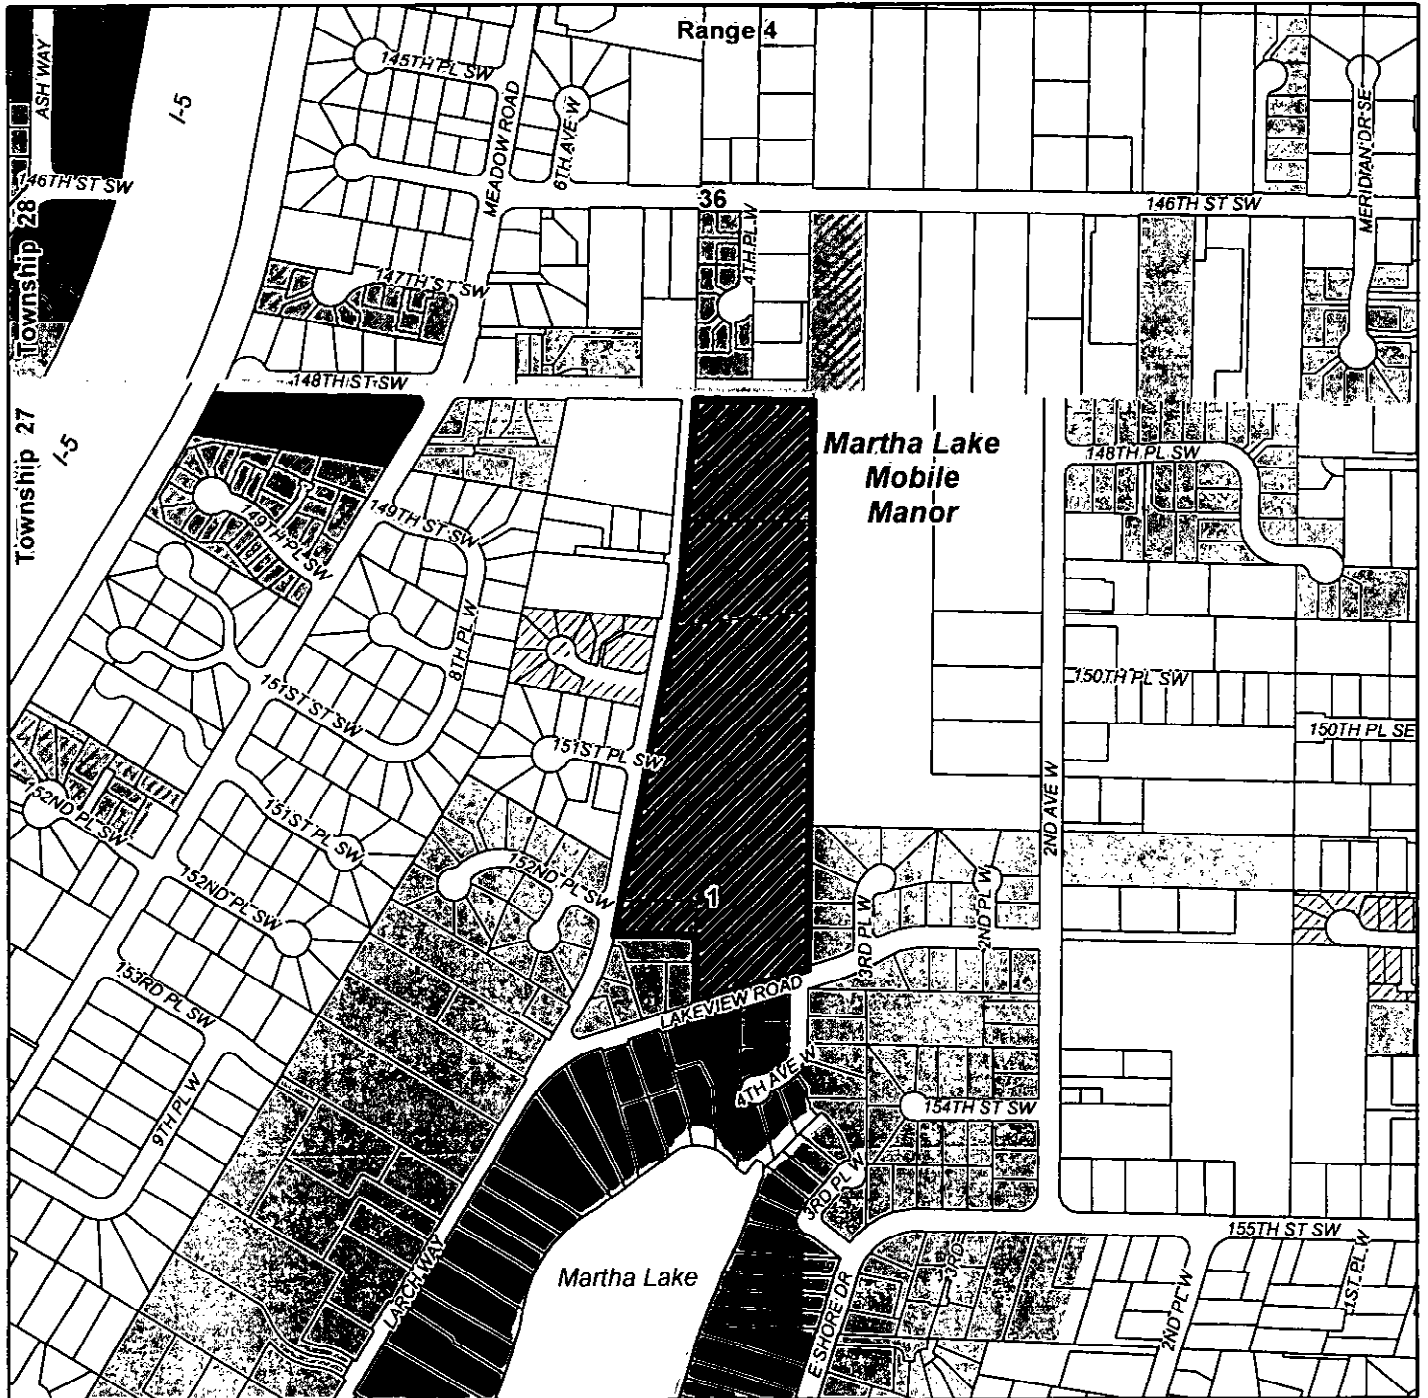 Range 4
ASH WAY
I-5
145TH PL SW
MEADOW ROAD
6TH AVE W
MERIDIAN DR SE
146TH ST SW
Township 28
36
146TH ST SW
4TH PL W
147TH ST SW
148TH ST SW
Township 27
I-5
Martha Lake
Mobile
Manor
148TH PL SW
149TH ST SW
149TH PL SW
8TH PL W
151ST ST SW
150TH PL SW
150TH PL SE
151ST PL SW
2ND AVE W
152ND PL SW
151ST PL SW
152ND PL SW
152ND PL SW
1
3RD PL W
2ND PL W
153RD PL SW
LAKEVIEW ROAD
4TH AVE W
9TH PL W
154TH ST SW
3RD PL W
155TH ST SW
LARCH WAY
Martha Lake
E SHORE DR
3RD
2ND PL W
1ST PL W